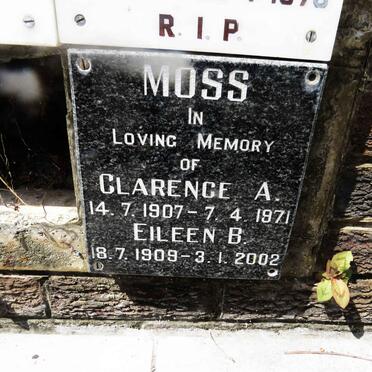 R.I.P.
MOSS
IN
LOVING MEMORY
OF
CLARENCE A.
14.7.1907-7.4.1971
EILEEN B.
18.7.1909-3.1.2002